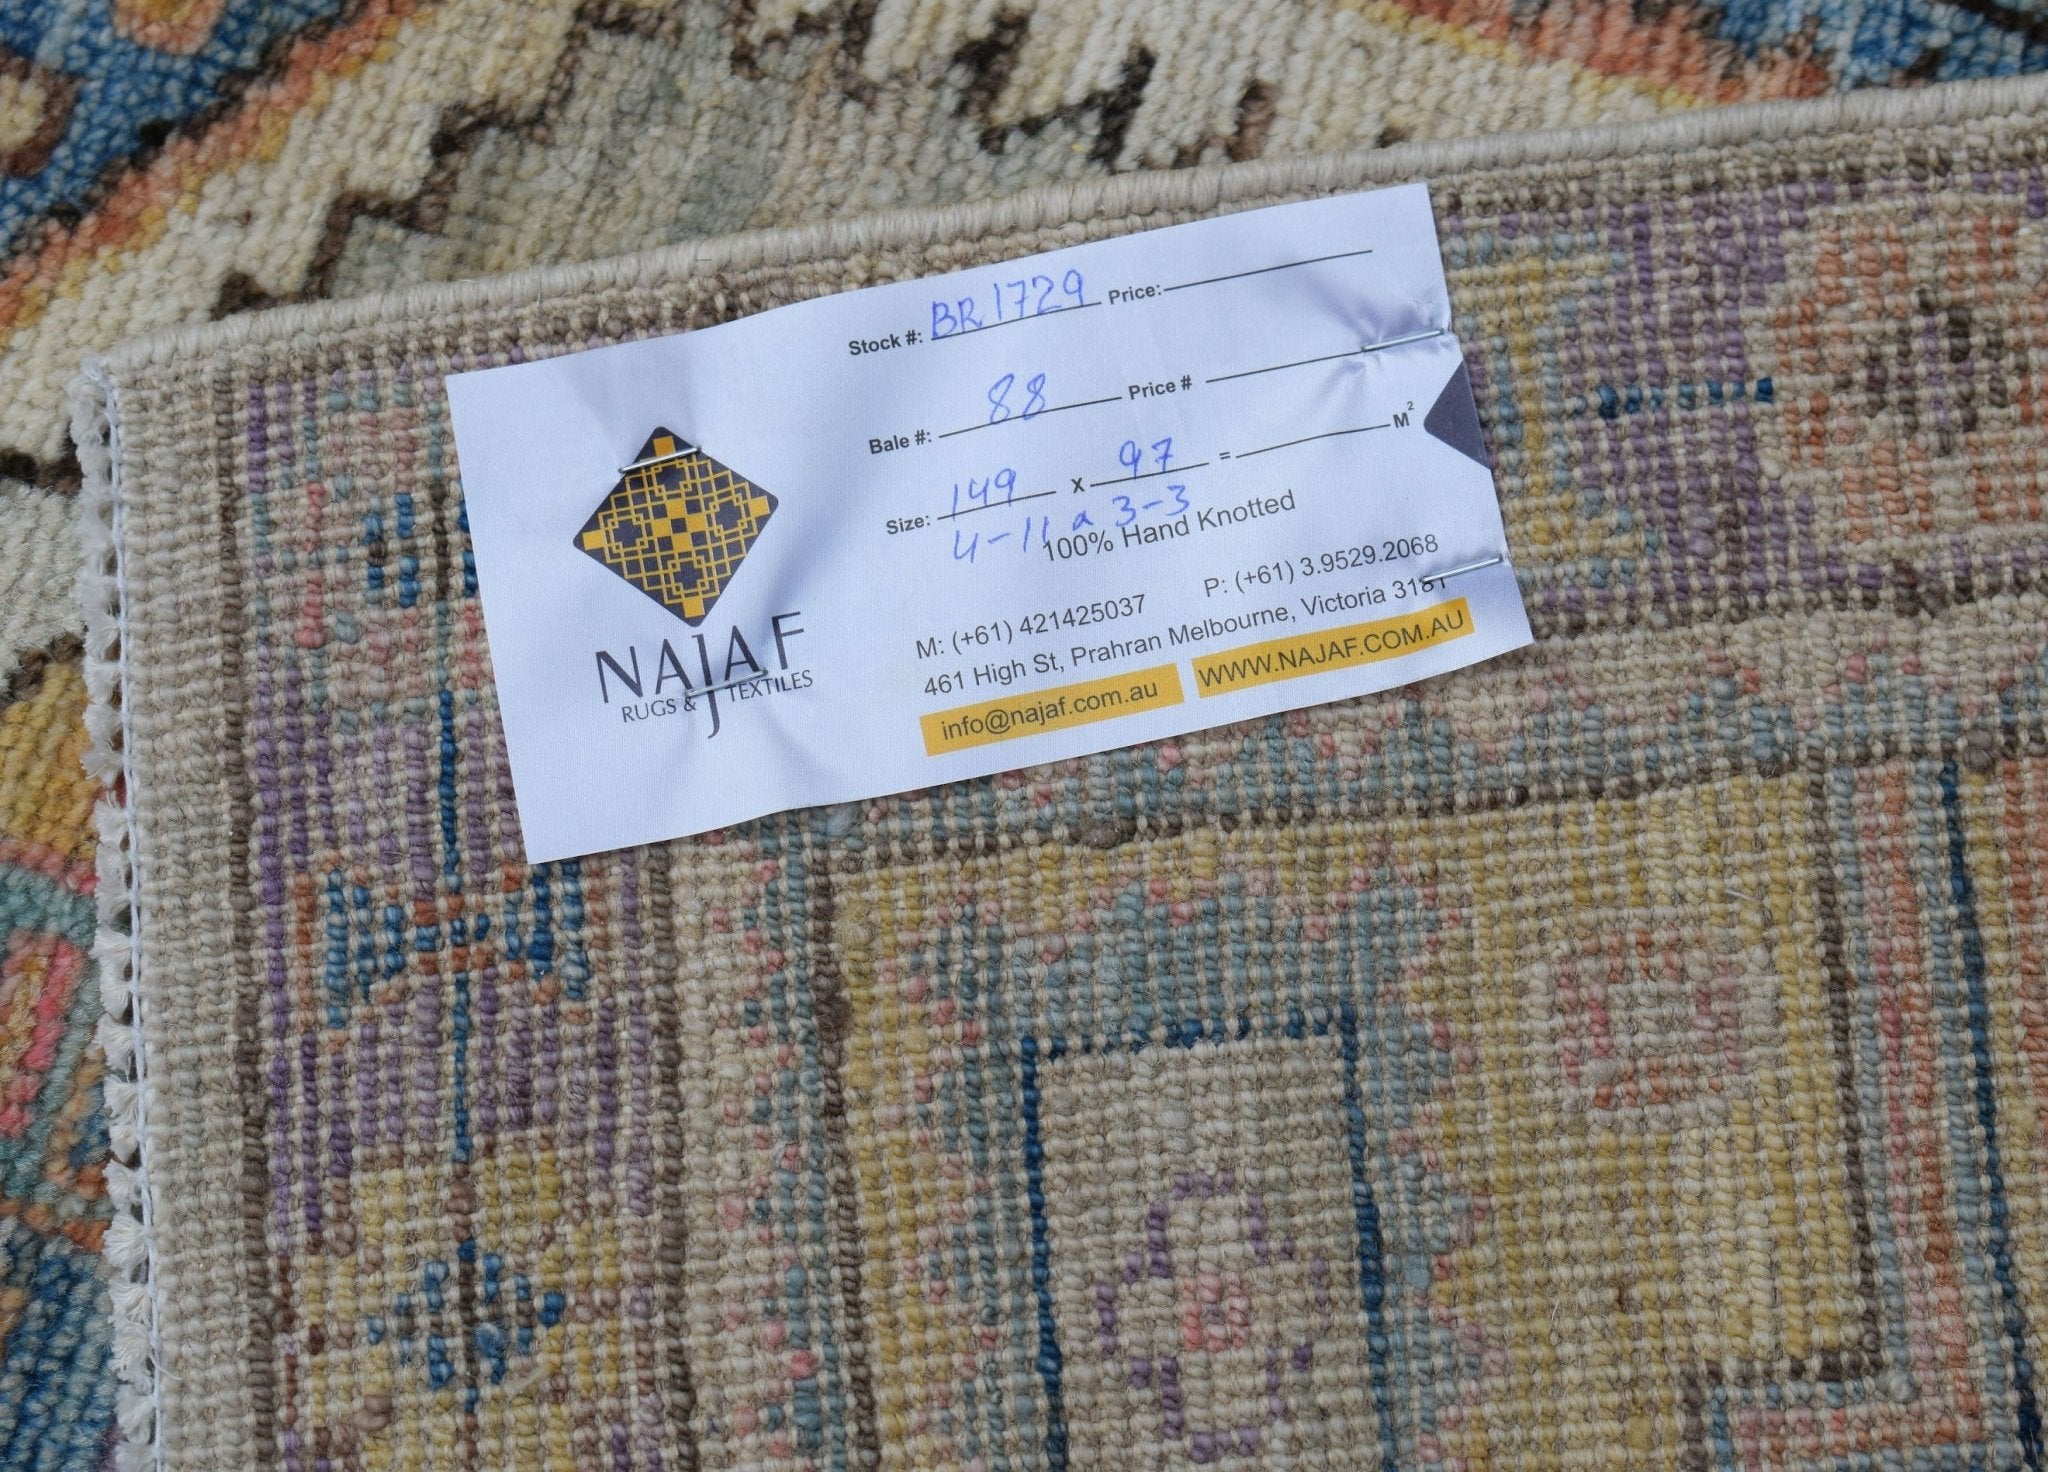 Stock #: BR1729 Price:
Bale #: 88 Price #
Size: 149 x 97 = M²
4-11 x 3-3
100% Hand Knotted
M: (+61) 421425037 P: (+61) 3.9529.2068
461 High St, Prahran Melbourne, Victoria 3181
info@najaf.com.au WWW.NAJAF.COM.AU
NAJAF
RUGS & TEXTILES